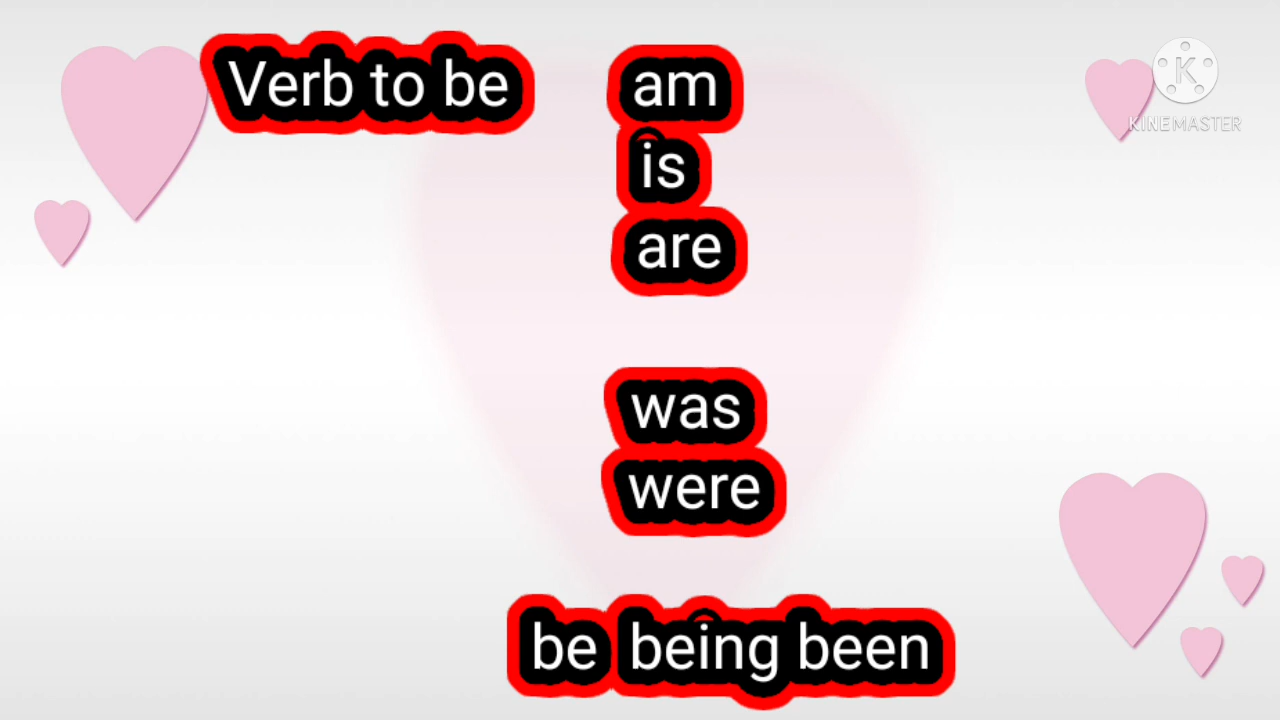 Verb to be am
is
are
was
were
be being been
K
KINEMASTER